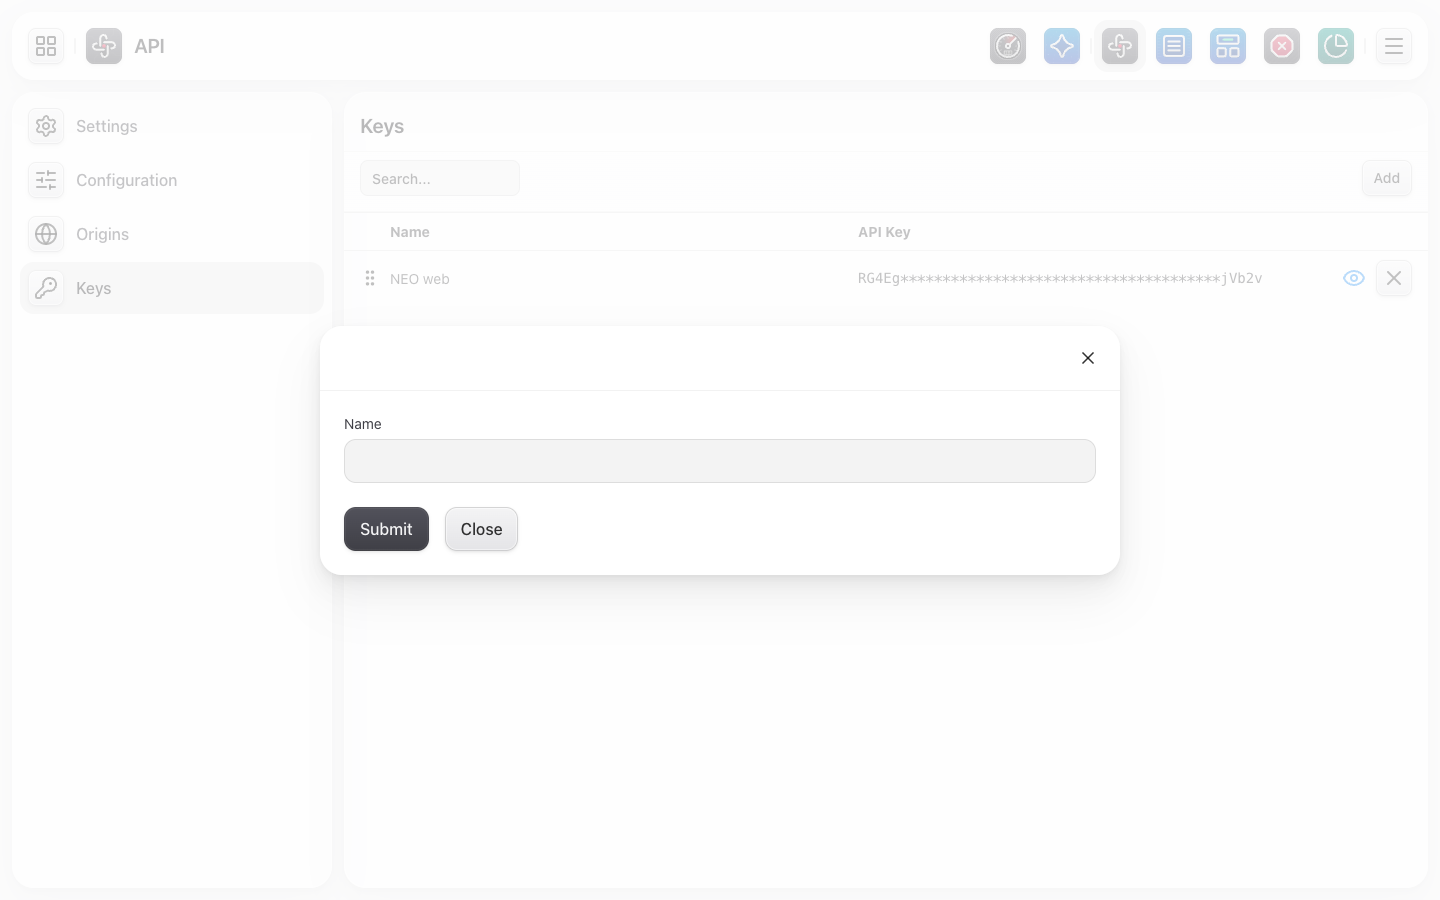 API
Settings
Configuration
Origins
Keys
Keys
Search...
Add
Name
API Key
NEO web
RG4Eg**************************************jVb2v
Name
Submit
Close